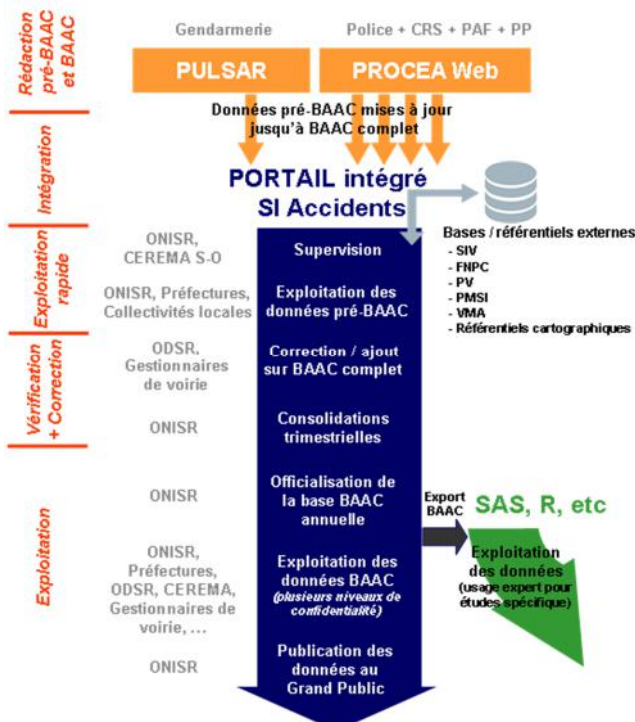 Rédaction
pré-BAAC
et BAAC
Gendarmerie
Police + CRS + PAF + PP
PULSAR
PROCEA Web
Données pré-BAAC mises à jour
jusqu'à BAAC complet
Intégration
PORTAIL intégré
SI Accidents
Bases / référentiels externes
- SIV
- FNPC
- PV
- PMSI
- VMA
- Référentiels cartographiques
Exploitation
rapide
ONISR,
CEREMA S-O
Supervision
ONISR, Préfectures,
Collectivités locales
Exploitation des
données pré-BAAC
Vérification
+ Correction
ODSR,
Gestionnaires
de voirie
Correction / ajout
sur BAAC complet
ONISR
Consolidations
trimestrielles
Exploitation
ONISR
Officialisation de
la base BAAC
annuelle
Export
BAAC
SAS, R, etc
Exploitation
des données
(usage expert pour
études spécifique)
ONISR,
Préfectures,
ODSR, CEREMA,
Gestionnaires de
voirie, ...
Exploitation des
données BAAC
(plusieurs niveaux de
confidentialité)
ONISR
Publication des
données au
Grand Public